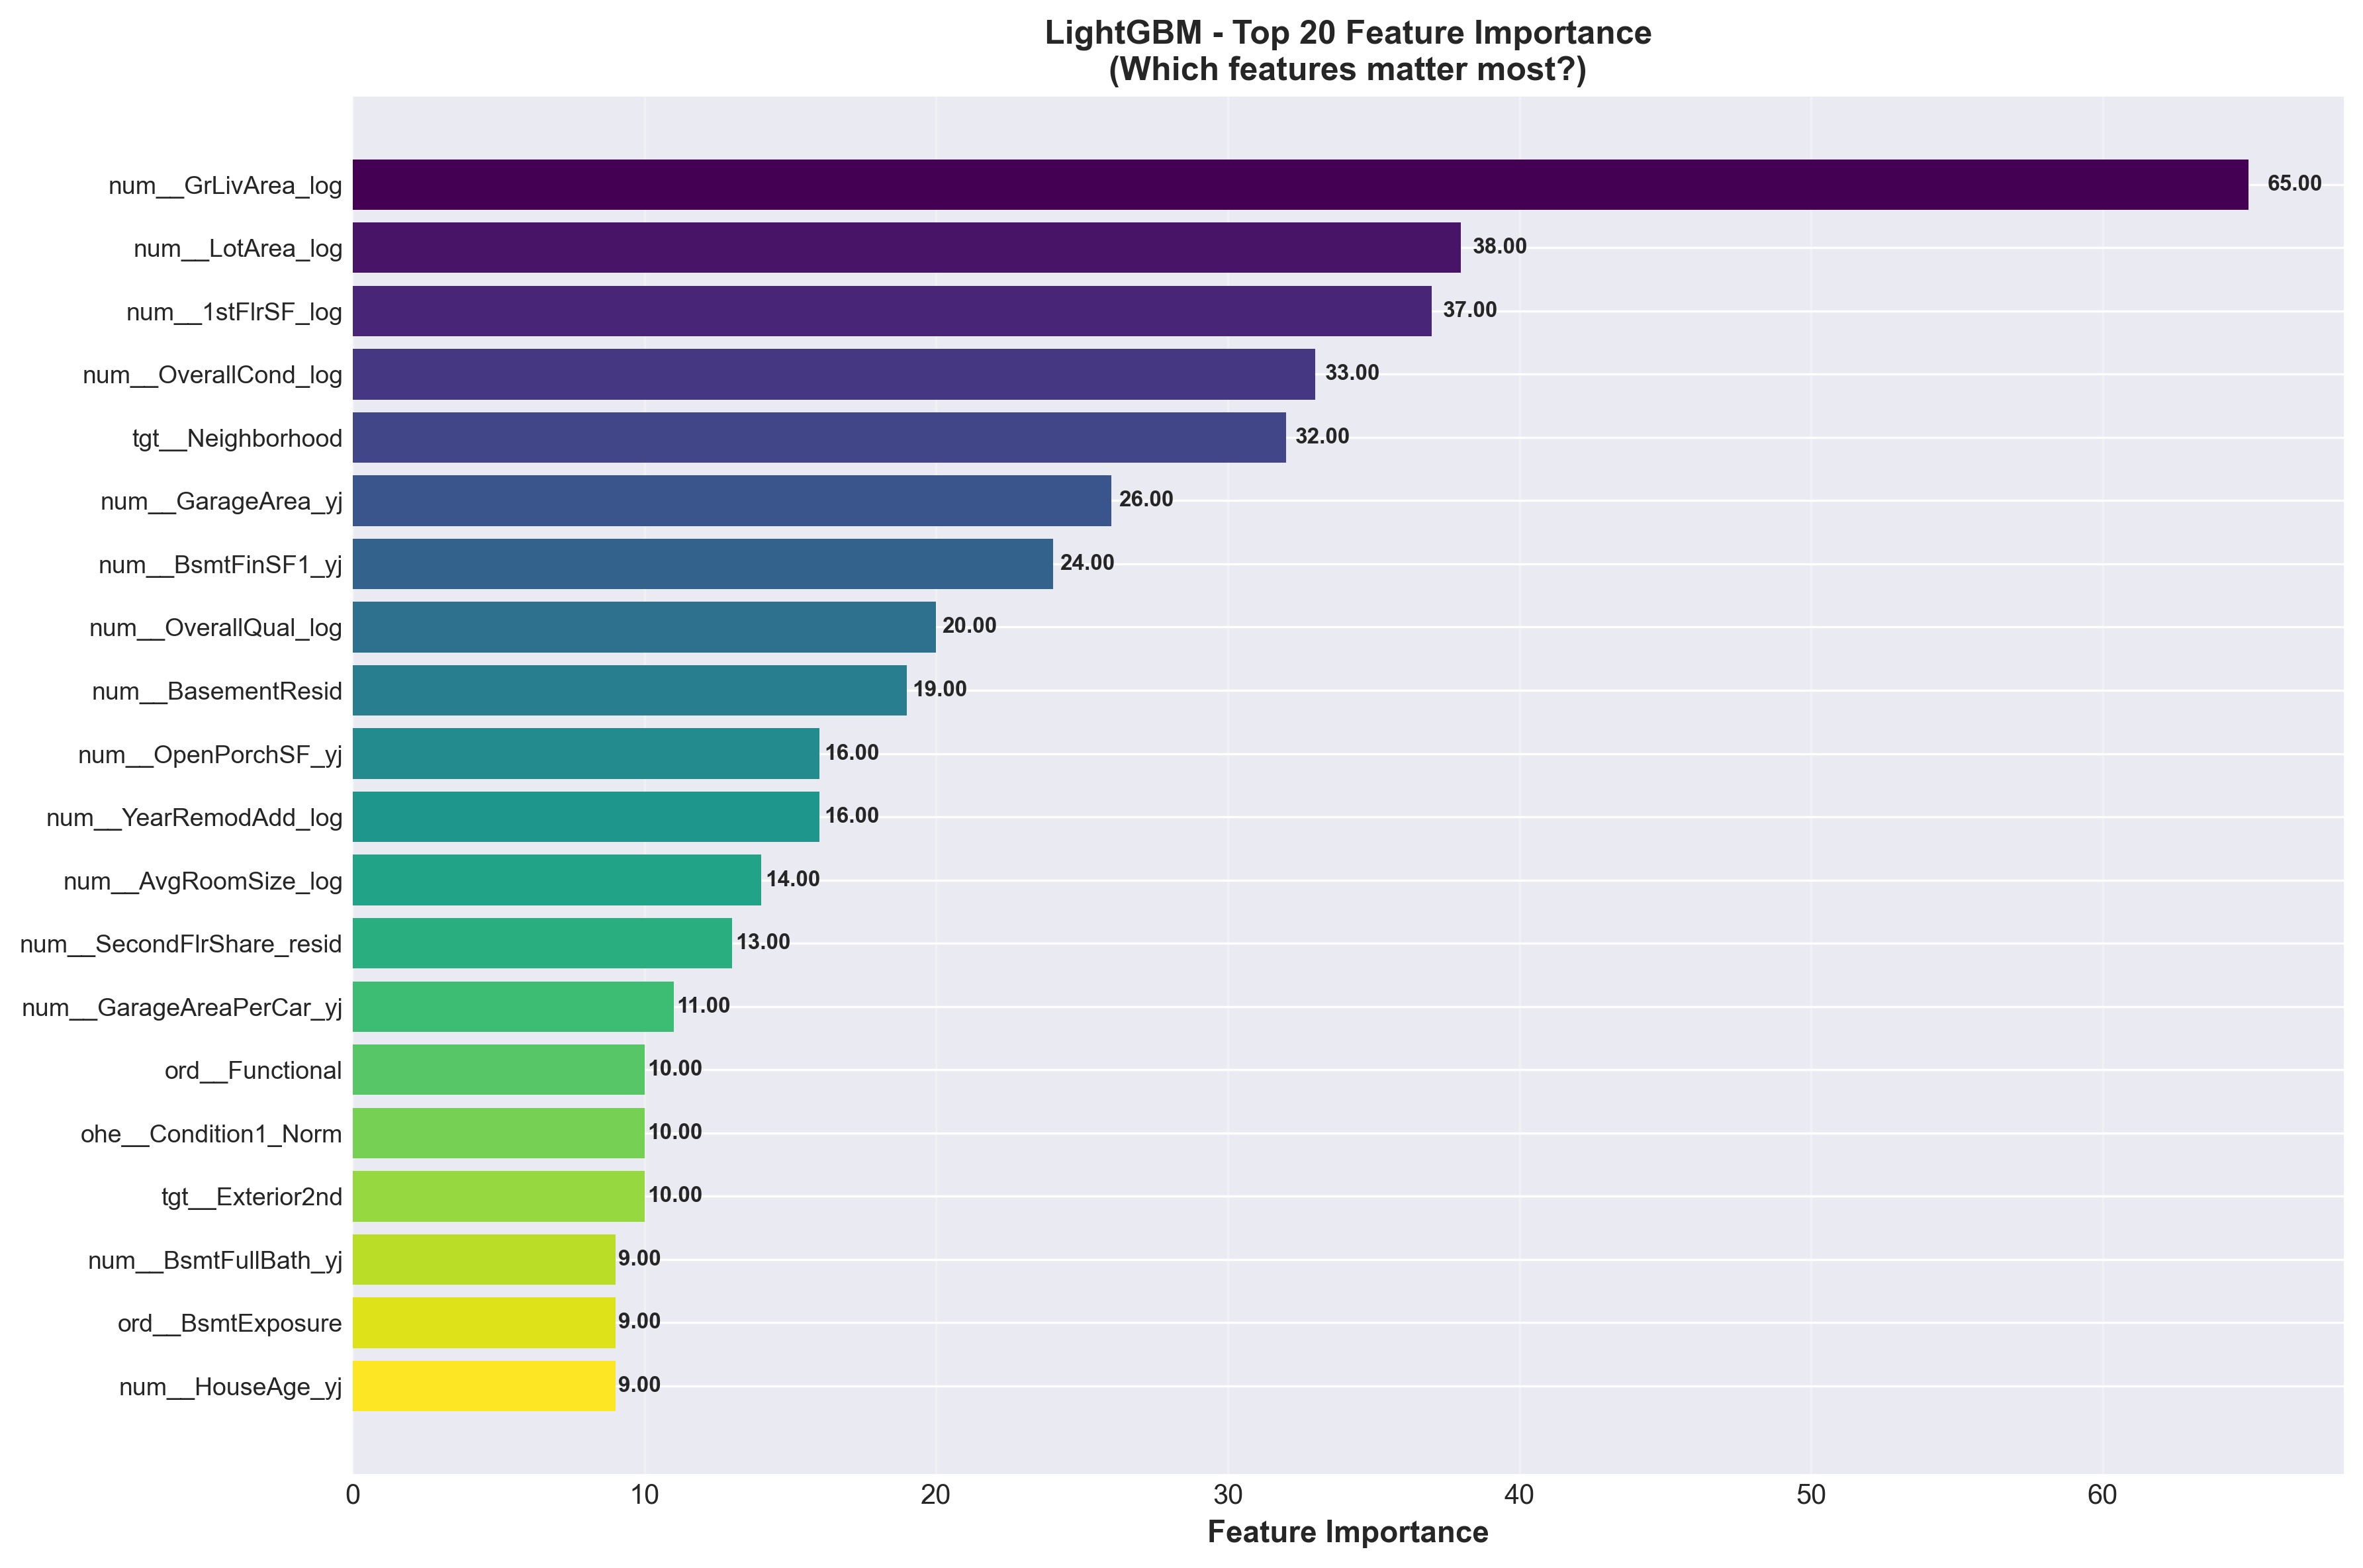 LightGBM - Top 20 Feature Importance
(Which features matter most?)
num__GrLivArea_log 65.00
num__LotArea_log 38.00
num__1stFlrSF_log 37.00
num__OverallCond_log 33.00
tgt__Neighborhood 32.00
num__GarageArea_yj 26.00
num__BsmtFinSF1_yj 24.00
num__OverallQual_log 20.00
num__BasementResid 19.00
num__OpenPorchSF_yj 16.00
num__YearRemodAdd_log 16.00
num__AvgRoomSize_log 14.00
num__SecondFlrShare_resid 13.00
num__GarageAreaPerCar_yj 11.00
ord__Functional 10.00
ohe__Condition1_Norm 10.00
tgt__Exterior2nd 10.00
num__BsmtFullBath_yj 9.00
ord__BsmtExposure 9.00
num__HouseAge_yj 9.00
0 10 20 30 40 50 60
Feature Importance